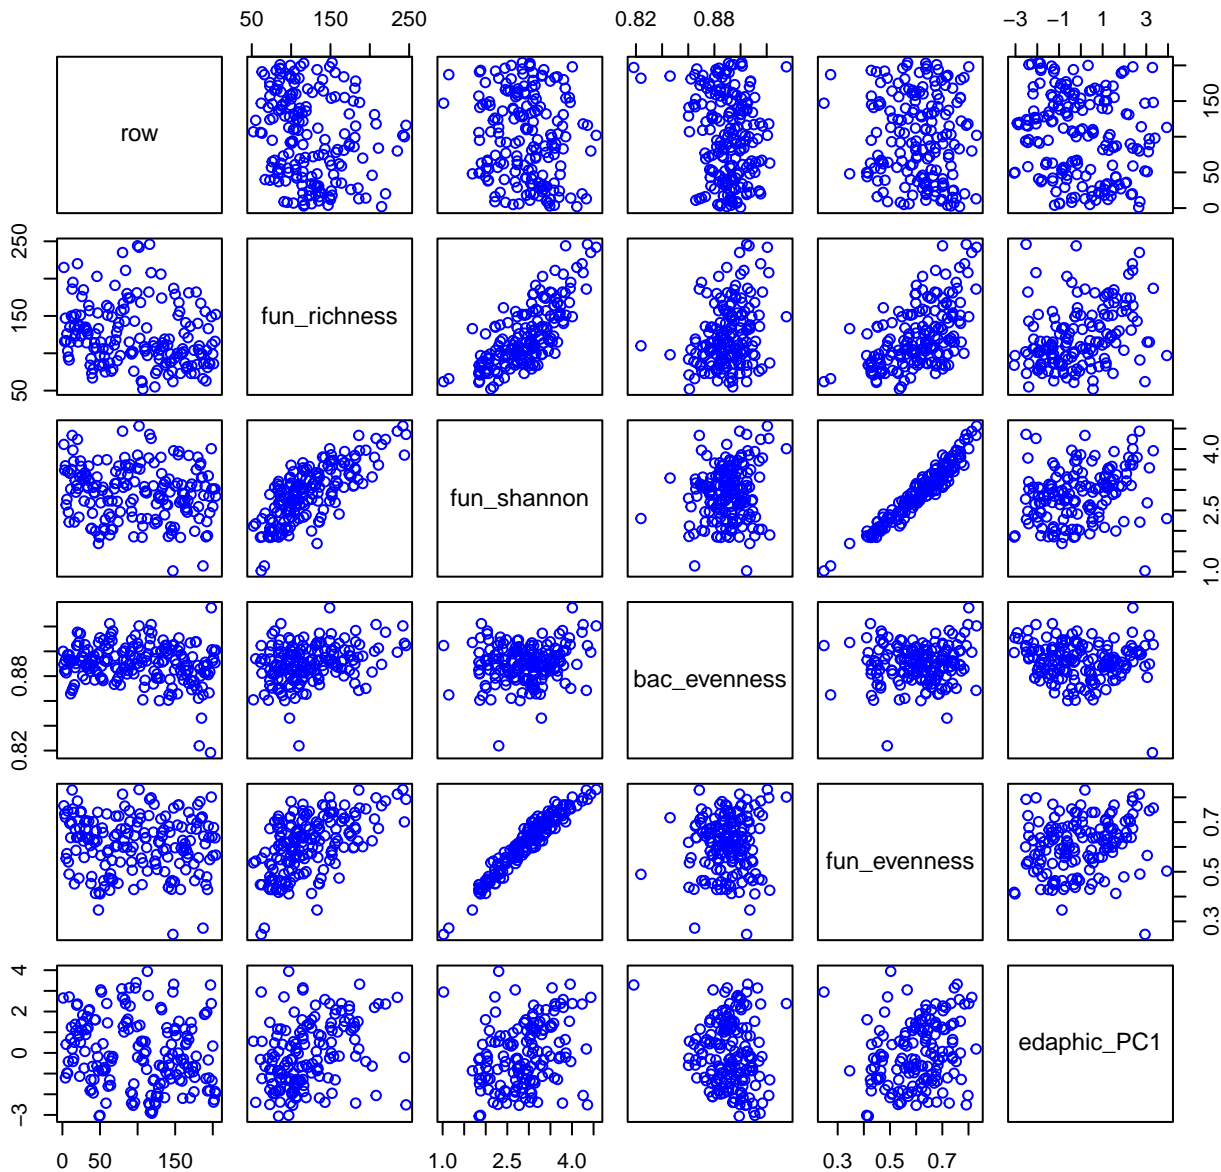 50 150 250 0.82 0.88 -3 -1 1 3
row 0 50 150
50 150 250 fun_richness
fun_shannon 1.0 2.5 4.0
0.82 0.88 bac_evenness
fun_evenness 0.3 0.5 0.7
-3 0 2 4 edaphic_PC1
0 50 150 1.0 2.5 4.0 0.3 0.5 0.7